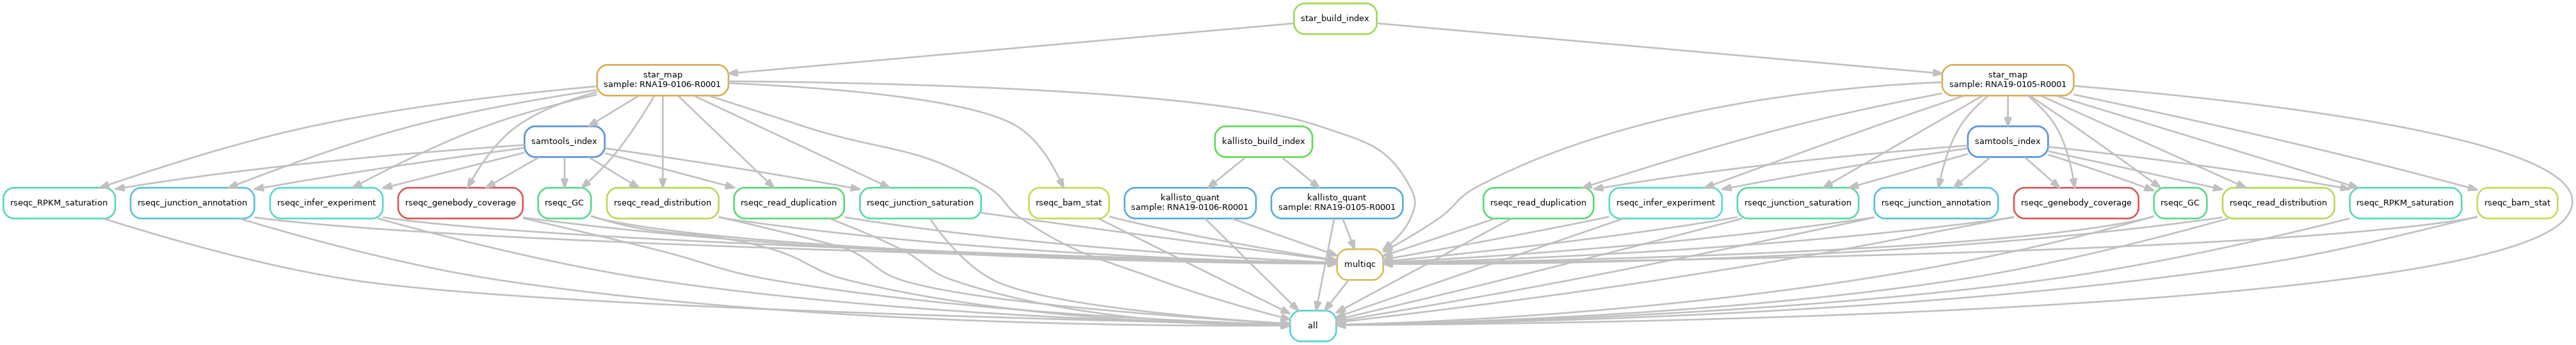 star_build_index
star_map
sample: RNA19-0106-R0001
star_map
sample: RNA19-0105-R0001
samtools_index
kallisto_build_index
samtools_index
rseqc_RPKM_saturation
rseqc_junction_annotation
rseqc_infer_experiment
rseqc_genebody_coverage
rseqc_GC
rseqc_read_distribution
rseqc_read_duplication
rseqc_junction_saturation
rseqc_bam_stat
kallisto_quant
sample: RNA19-0106-R0001
kallisto_quant
sample: RNA19-0105-R0001
rseqc_read_duplication
rseqc_infer_experiment
rseqc_junction_saturation
rseqc_junction_annotation
rseqc_genebody_coverage
rseqc_GC
rseqc_read_distribution
rseqc_RPKM_saturation
rseqc_bam_stat
multiqc
all